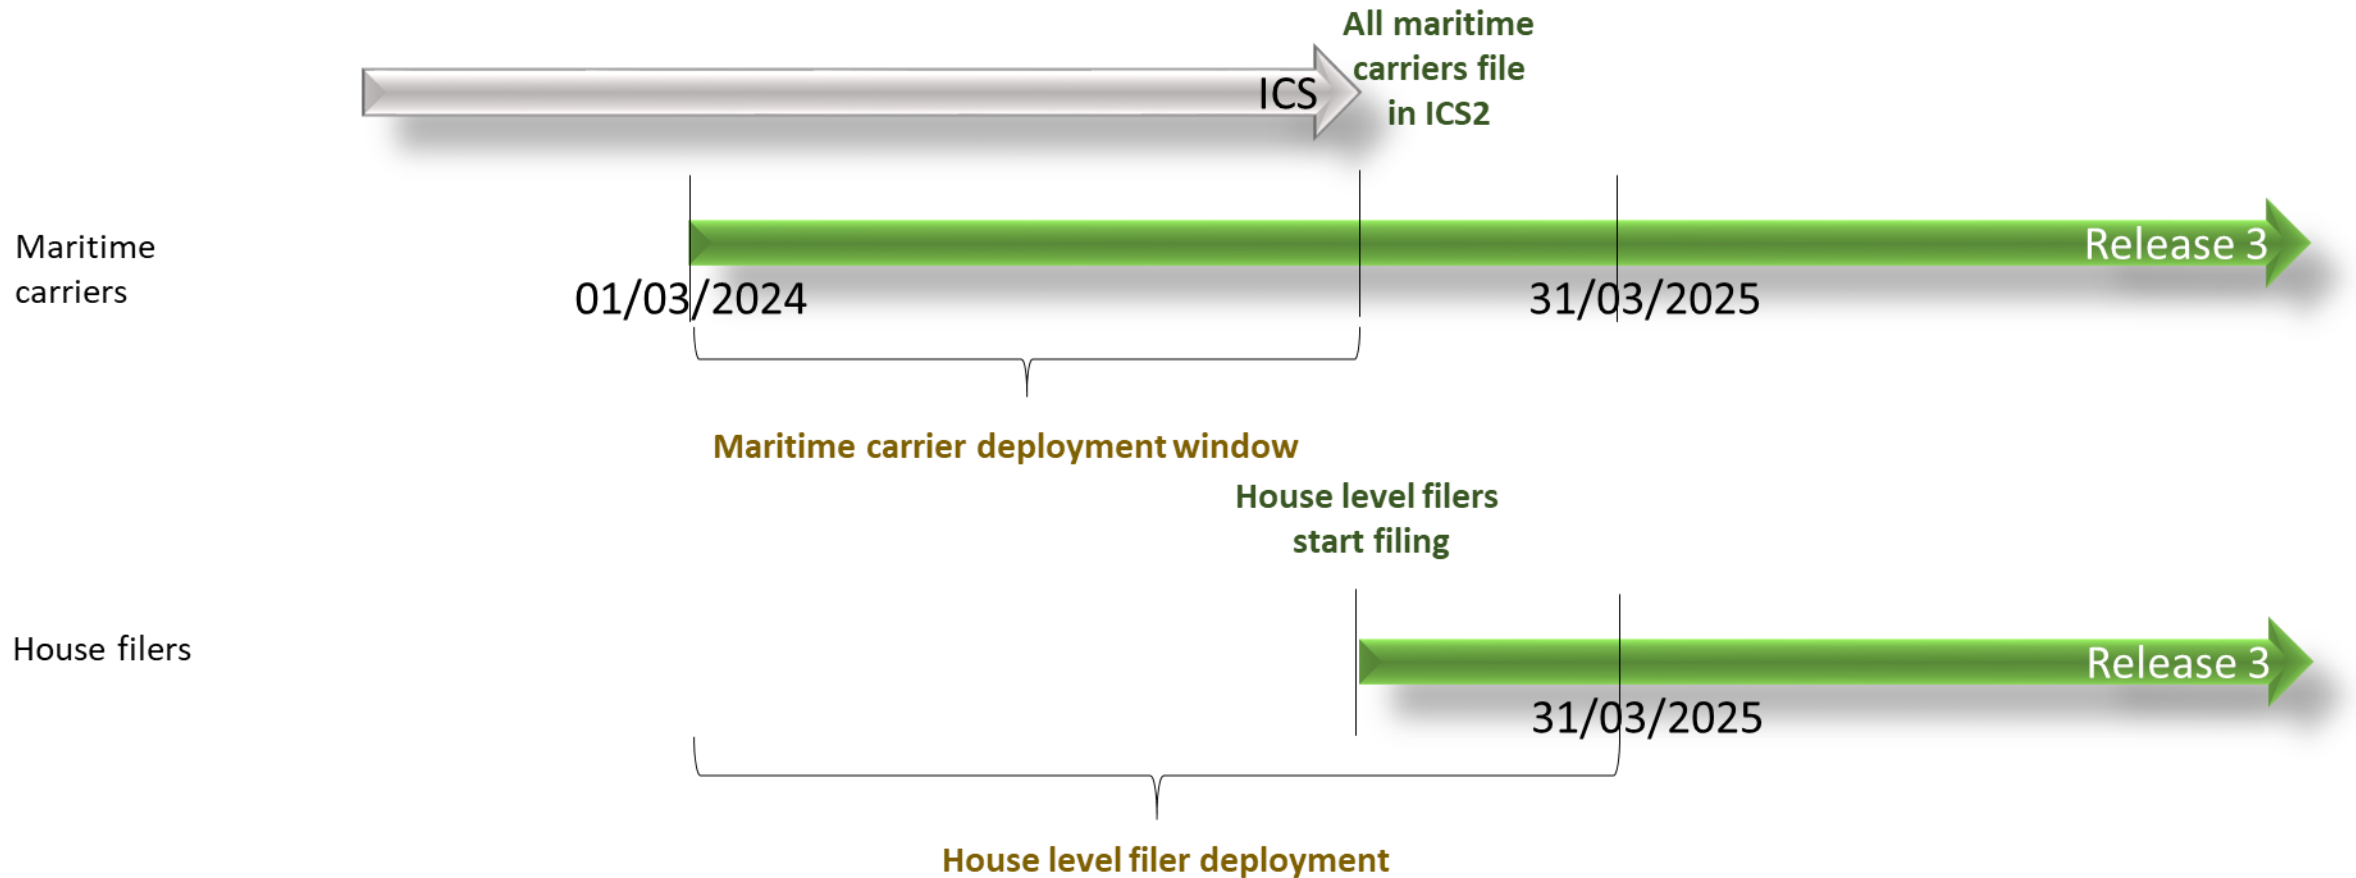 All maritime
carriers file
in ICS2
ICS
Maritime
carriers
Release 3
01/03/2024
31/03/2025
Maritime carrier deployment window
House level filers
start filing
House filers
Release 3
31/03/2025
House level filer deployment